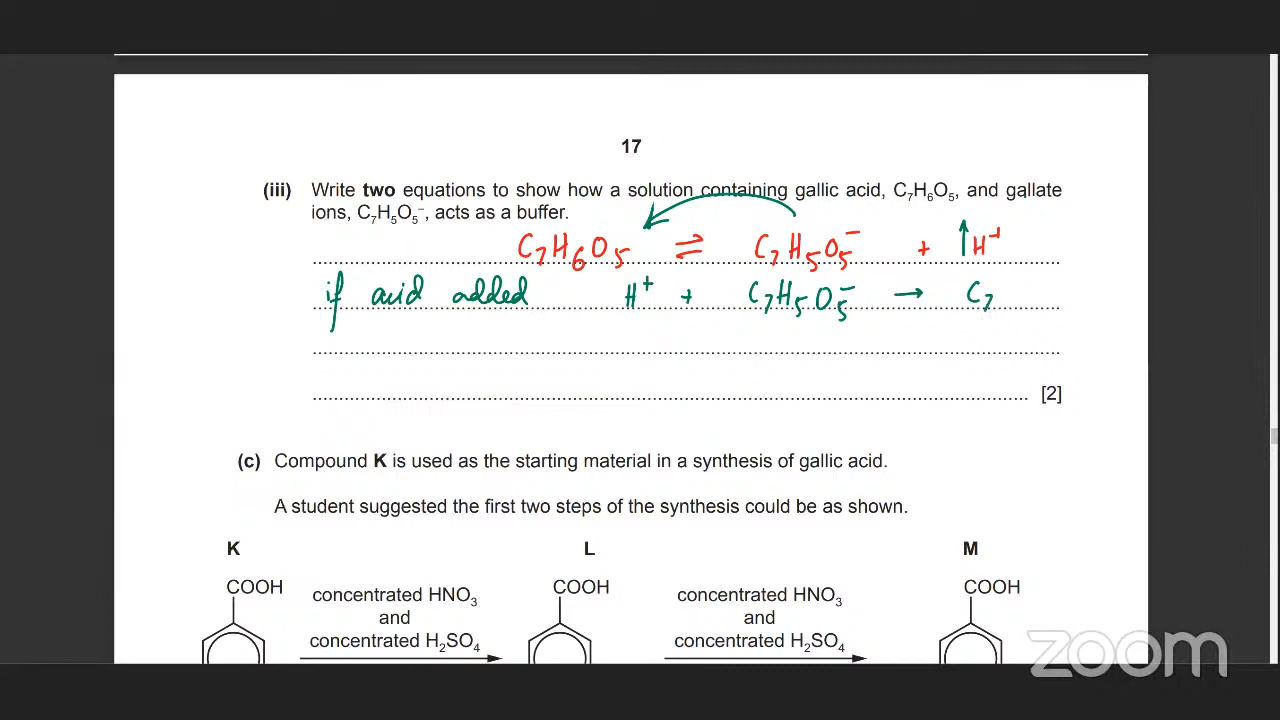 17
(iii) Write two equations to show how a solution containing gallic acid, C₇H₆O₅, and gallate
ions, C₇H₅O₅⁻, acts as a buffer.
C₇H₆O₅ ⇌ C₇H₅O₅⁻ + ↑H⁺
if acid added H⁺ + C₇H₅O₅⁻ → C₇
[2]
(c) Compound K is used as the starting material in a synthesis of gallic acid.
A student suggested the first two steps of the synthesis could be as shown.
K L M
COOH concentrated HNO₃ COOH concentrated HNO₃ COOH
and and
concentrated H₂SO₄ concentrated H₂SO₄
zoom